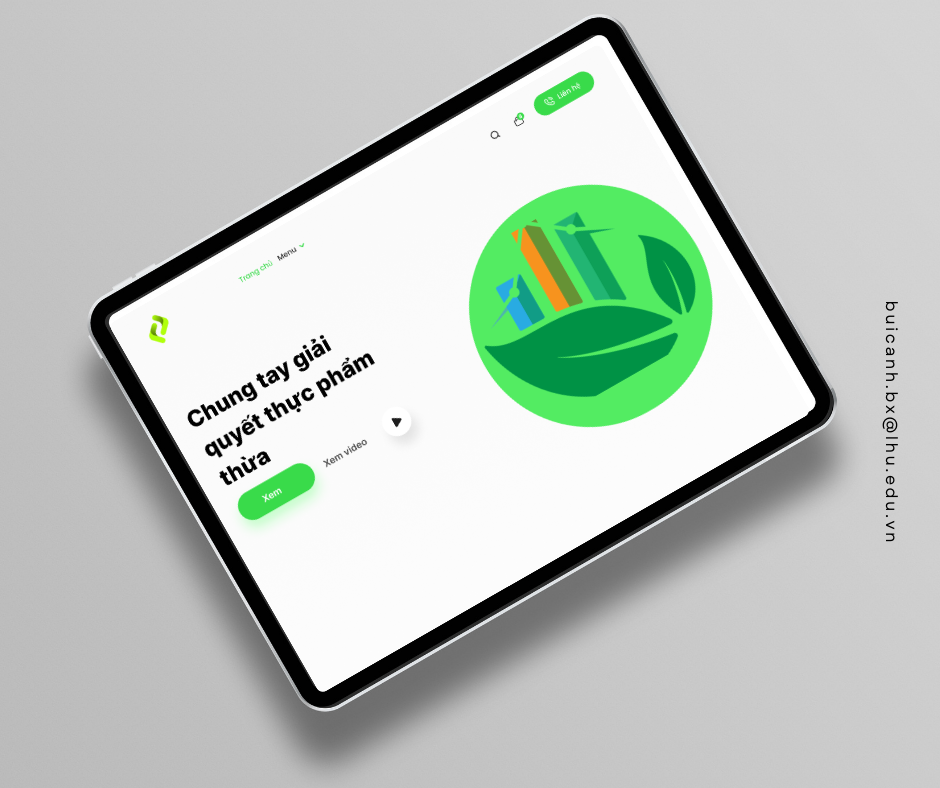 Liên hệ
Trang chủ
Menu
Chung tay giải
quyết thực phẩm
thừa
Xem
Xem video
buicanh.bx@lhu.edu.vn